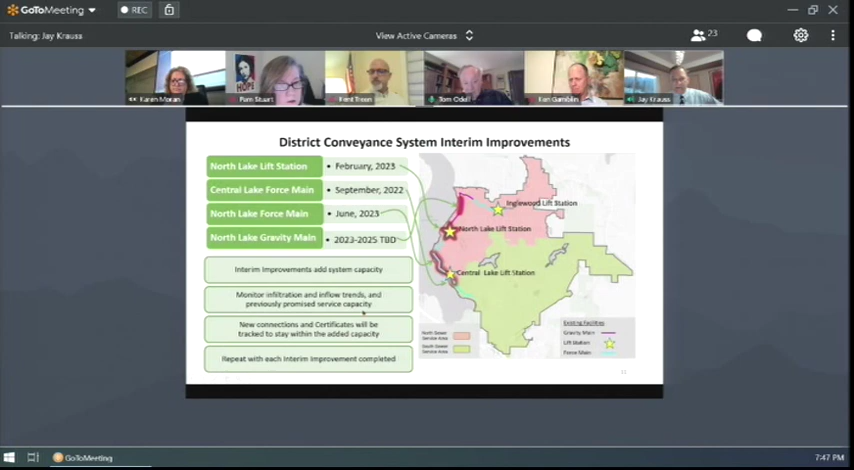 GoToMeeting
REC
Talking: Jay Krauss
View Active Cameras
23
HOPE
Karen Moran
Pam Stuart
Kent Treen
Tom Odell
Ken Gamblin
Jay Krauss
District Conveyance System Interim Improvements
North Lake Lift Station
• February, 2023
Central Lake Force Main
• September, 2022
North Lake Force Main
• June, 2023
North Lake Gravity Main
• 2023-2025 TBD
Interim Improvements add system capacity
Monitor infiltration and inflow trends, and
previously promised service capacity
New connections and Certificates will be
tracked to stay within the added capacity
Repeat with each Interim Improvement completed
Inglewood Lift Station
North Lake Lift Station
Central Lake Lift Station
North Sewer
Service Area
South Sewer
Service Area
Existing Facilities
Gravity Main
Lift Station
Force Main
12
GoToMeeting
7:47 PM